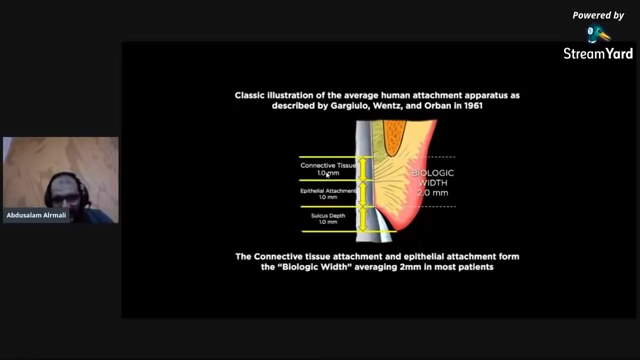 Powered by
StreamYard
Classic illustration of the average human attachment apparatus as
described by Gargiulo, Wentz, and Orban in 1961
Connective Tissue
1.0 mm
Epithelial Attachment
1.0 mm
Sulcus Depth
1.0 mm
BIOLOGIC
WIDTH
2.0 mm
Abdusalam Alrmali
The Connective tissue attachment and epithelial attachment form
the "Biologic Width" averaging 2mm in most patients